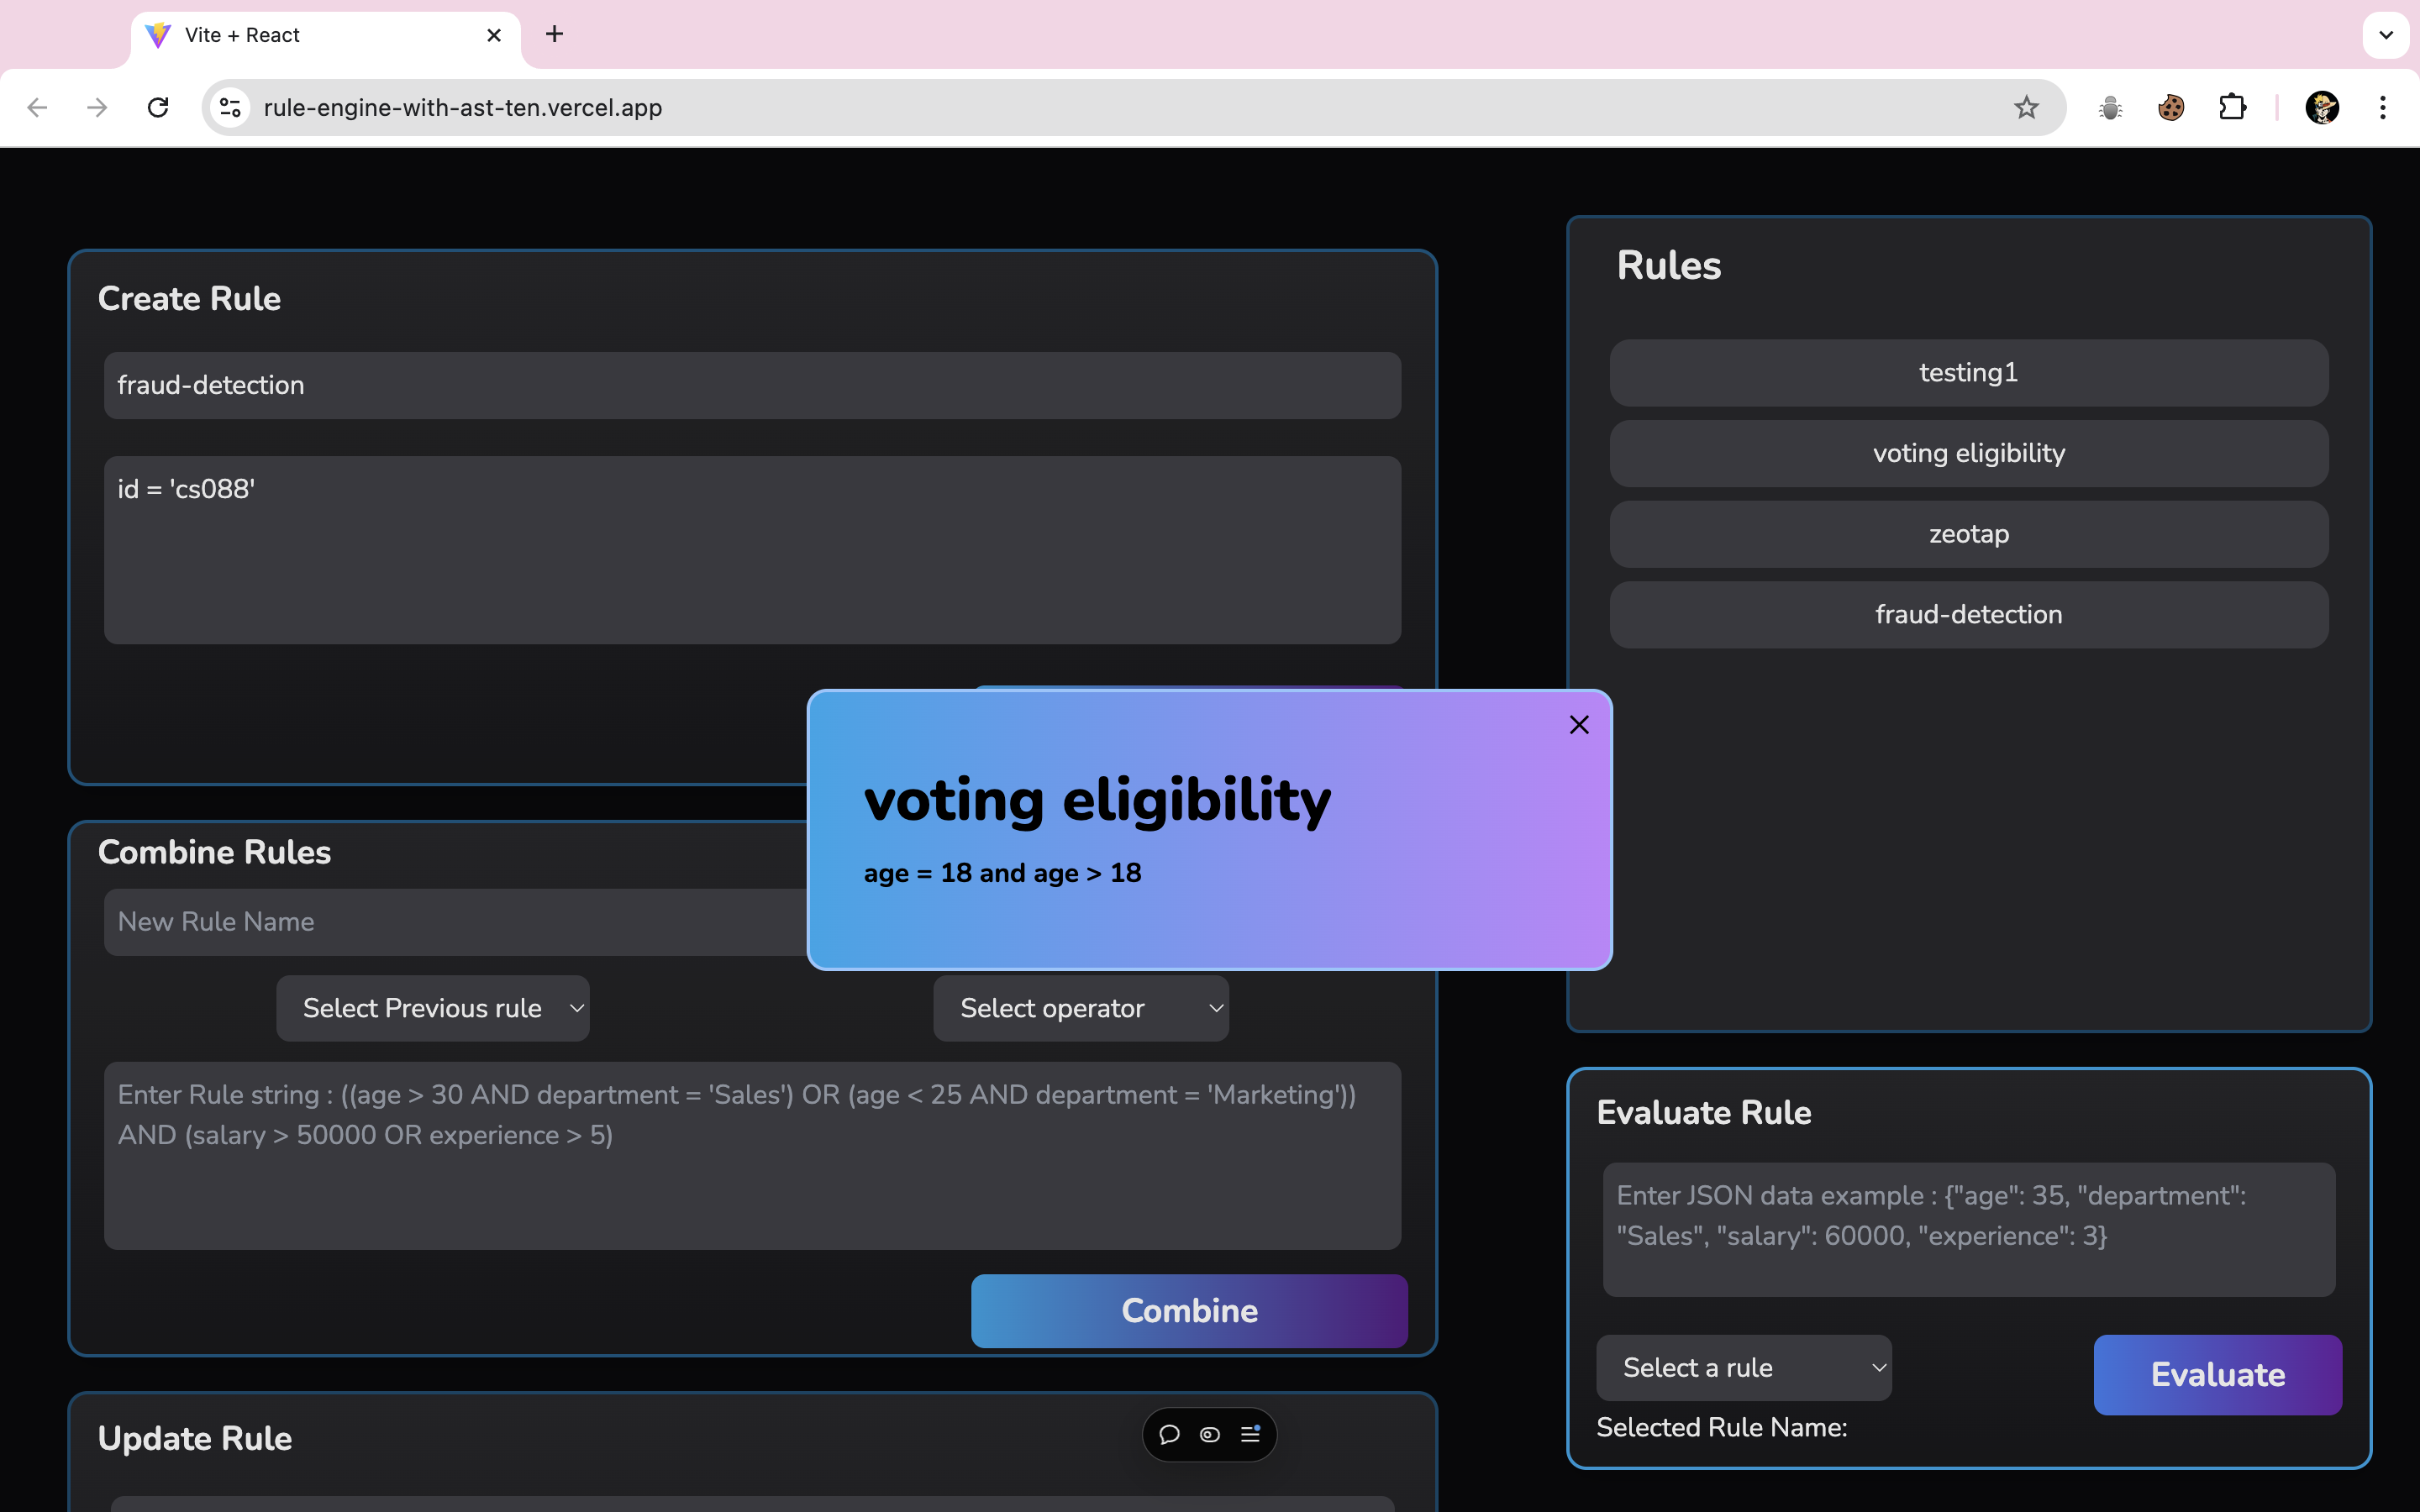 Vite + React
rule-engine-with-ast-ten.vercel.app
Create Rule
fraud-detection
id = 'cs088'
Combine Rules
New Rule Name
Select Previous rule
Select operator
Enter Rule string : ((age > 30 AND department = 'Sales') OR (age < 25 AND department = 'Marketing'))
AND (salary > 50000 OR experience > 5)
Combine
Update Rule
voting eligibility
age = 18 and age > 18
Rules
testing1
voting eligibility
zeotap
fraud-detection
Evaluate Rule
Enter JSON data example : {"age": 35, "department":
"Sales", "salary": 60000, "experience": 3}
Select a rule
Evaluate
Selected Rule Name: